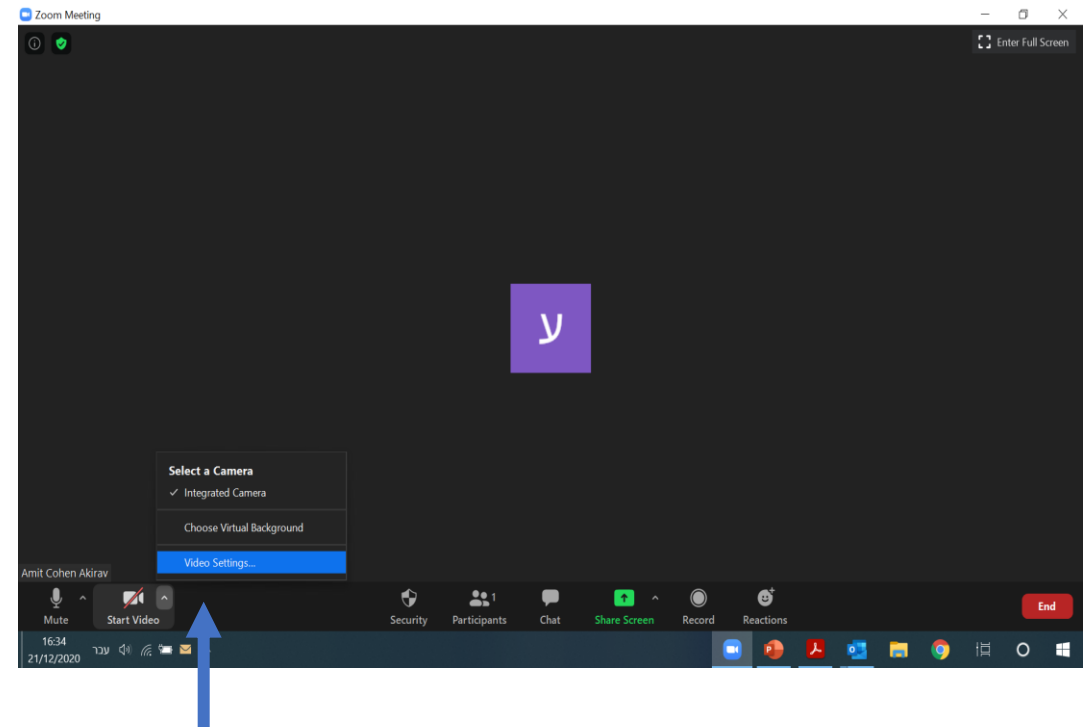 Zoom Meeting
Enter Full Screen
ע
Select a Camera
✓ Integrated Camera
Choose Virtual Background
Video Settings...
Amit Cohen Akirav
Mute
Start Video
Security
1
Participants
Chat
Share Screen
Record
Reactions
End
16:34
21/12/2020
עבר